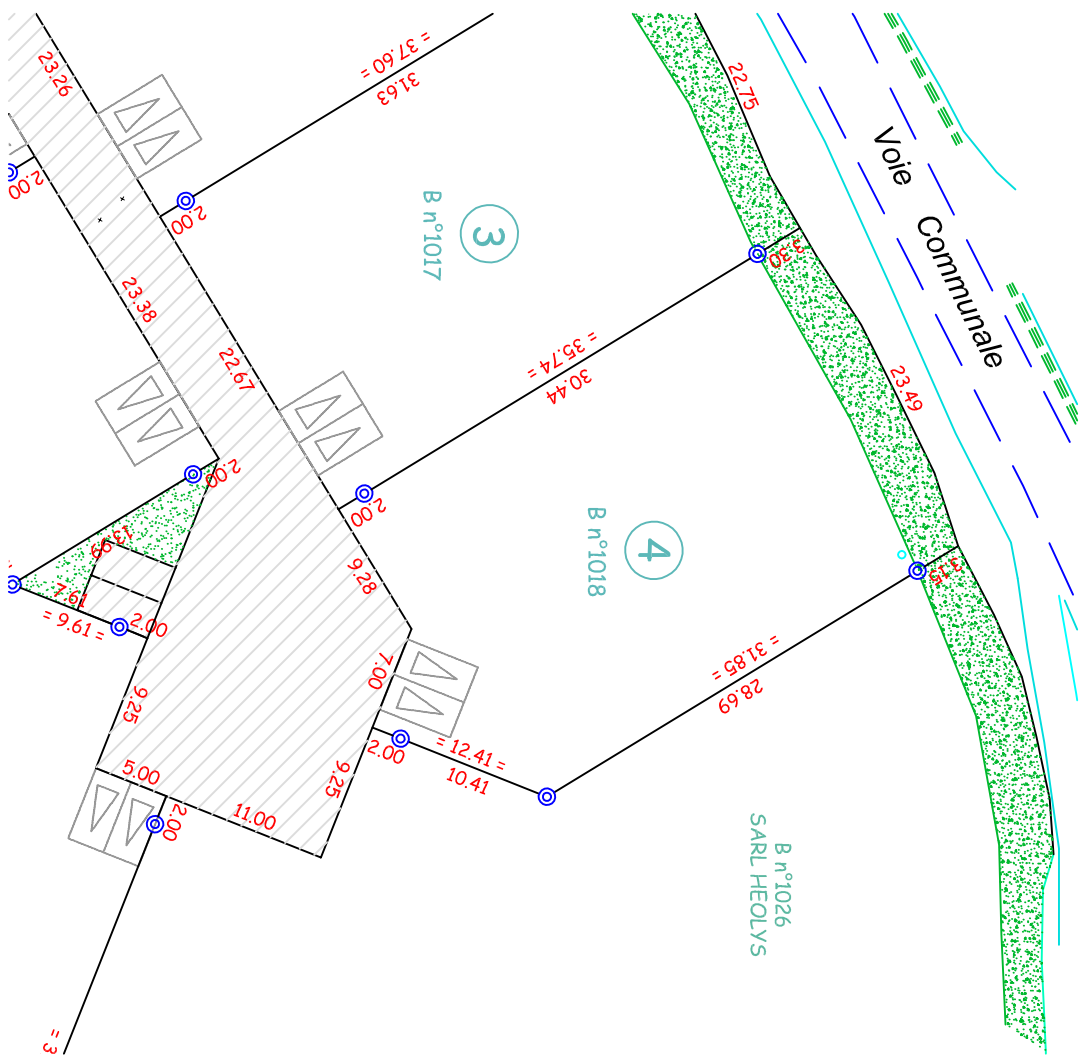 23.26
= 37.60 =
31.63
22.75
Voie
Communale
2.00
2.00
3
B n°1017
3.30
23.38
22.67
= 35.74 =
30.44
23.49
2.00
2.00
4
B n°1018
13.99
9.28
3.15
7.61
= 9.61 =
2.00
7.00
= 31.85 =
28.69
9.25
2.00
= 12.41 =
10.41
5.00
9.25
2.00
11.00
B n°1026
SARL HEOLYS
= 3